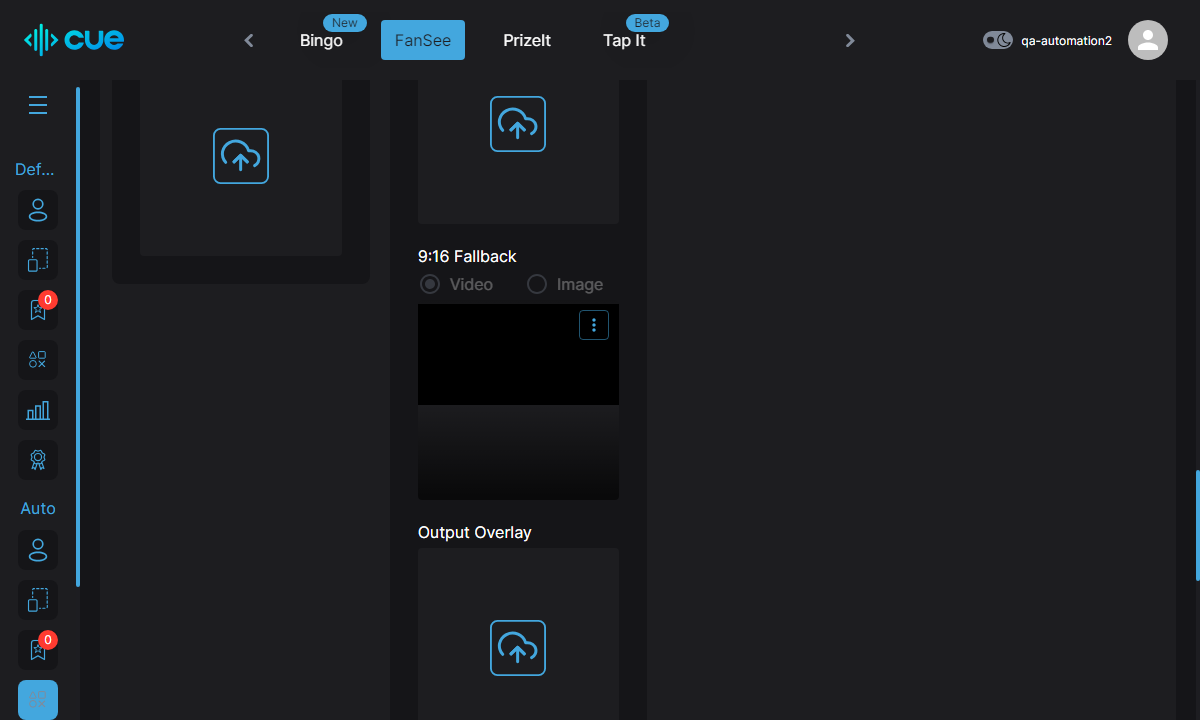 cue
New
Bingo
FanSee
PrizeIt
Beta
Tap It
qa-automation2
Def...
0
Auto
0
9:16 Fallback
Video
Image
Output Overlay